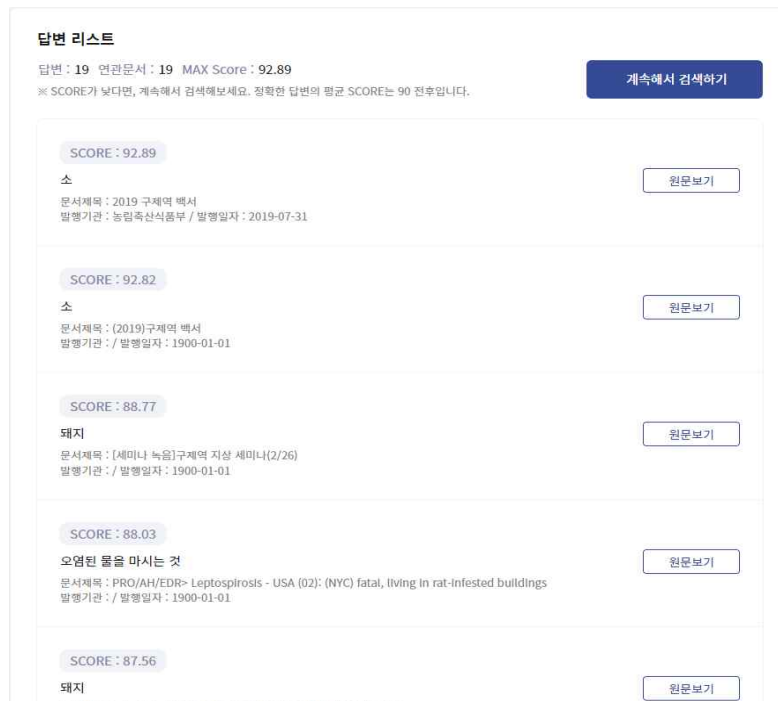 답변 리스트
답변 : 19 연관문서 : 19 MAX Score : 92.89
계속해서 검색하기
※ SCORE가 낮다면, 계속해서 검색해보세요. 정확한 답변의 평균 SCORE는 90 전후입니다.
SCORE : 92.89
소
원문보기
문서제목 : 2019 구제역 백서
발행기관 : 농림축산식품부 / 발행일자 : 2019-07-31
SCORE : 92.82
소
원문보기
문서제목 : (2019)구제역 백서
발행기관 : / 발행일자 : 1900-01-01
SCORE : 88.77
돼지
원문보기
문서제목 : [세미나 녹음]구제역 지상 세미나(2/26)
발행기관 : / 발행일자 : 1900-01-01
SCORE : 88.03
오염된 물을 마시는 것
원문보기
문서제목 : PRO/AH/EDR> Leptospirosis - USA (02): (NYC) fatal, living in rat-infested buildings
발행기관 : / 발행일자 : 1900-01-01
SCORE : 87.56
돼지
원문보기